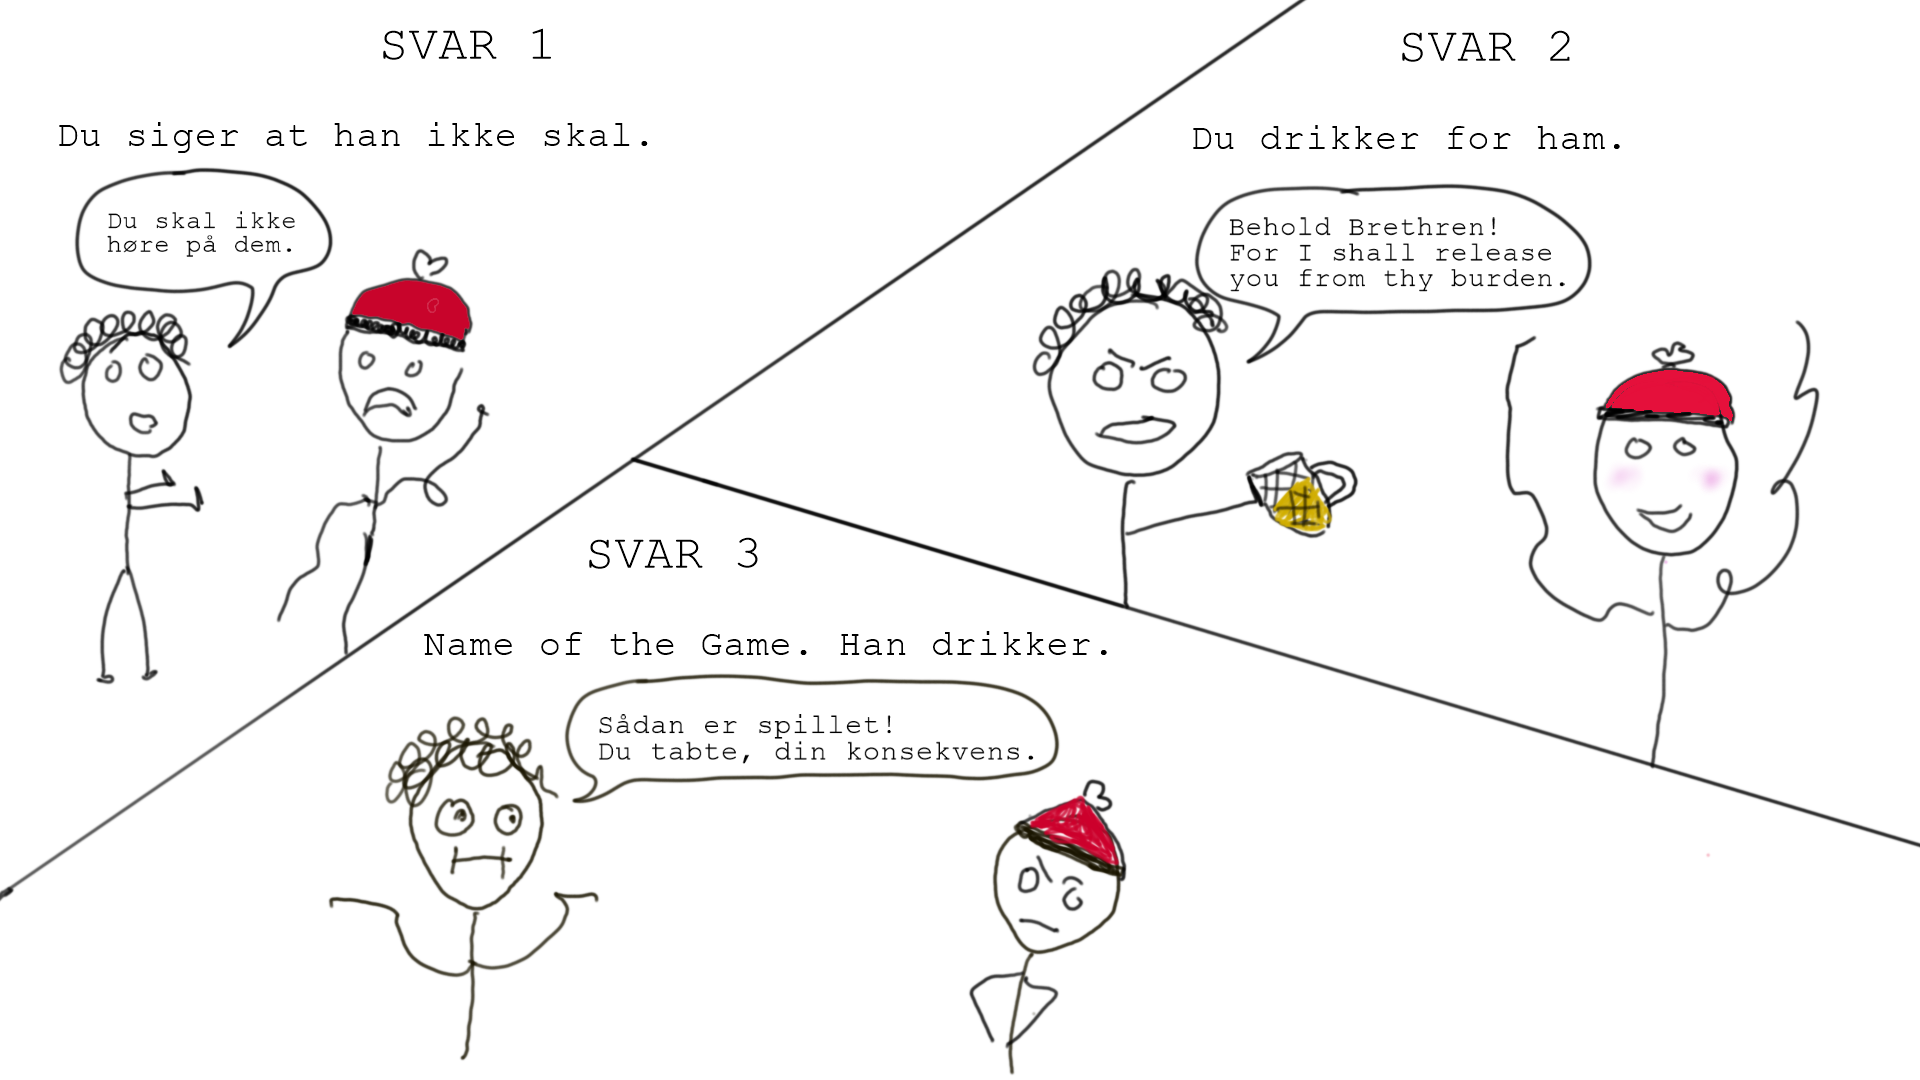 SVAR 1
Du siger at han ikke skal.
Du skal ikke
høre på dem.
SVAR 2
Du drikker for ham.
Behold Brethren!
For I shall release
you from thy burden.
SVAR 3
Name of the Game. Han drikker.
Sådan er spillet!
Du tabte, din konsekvens.